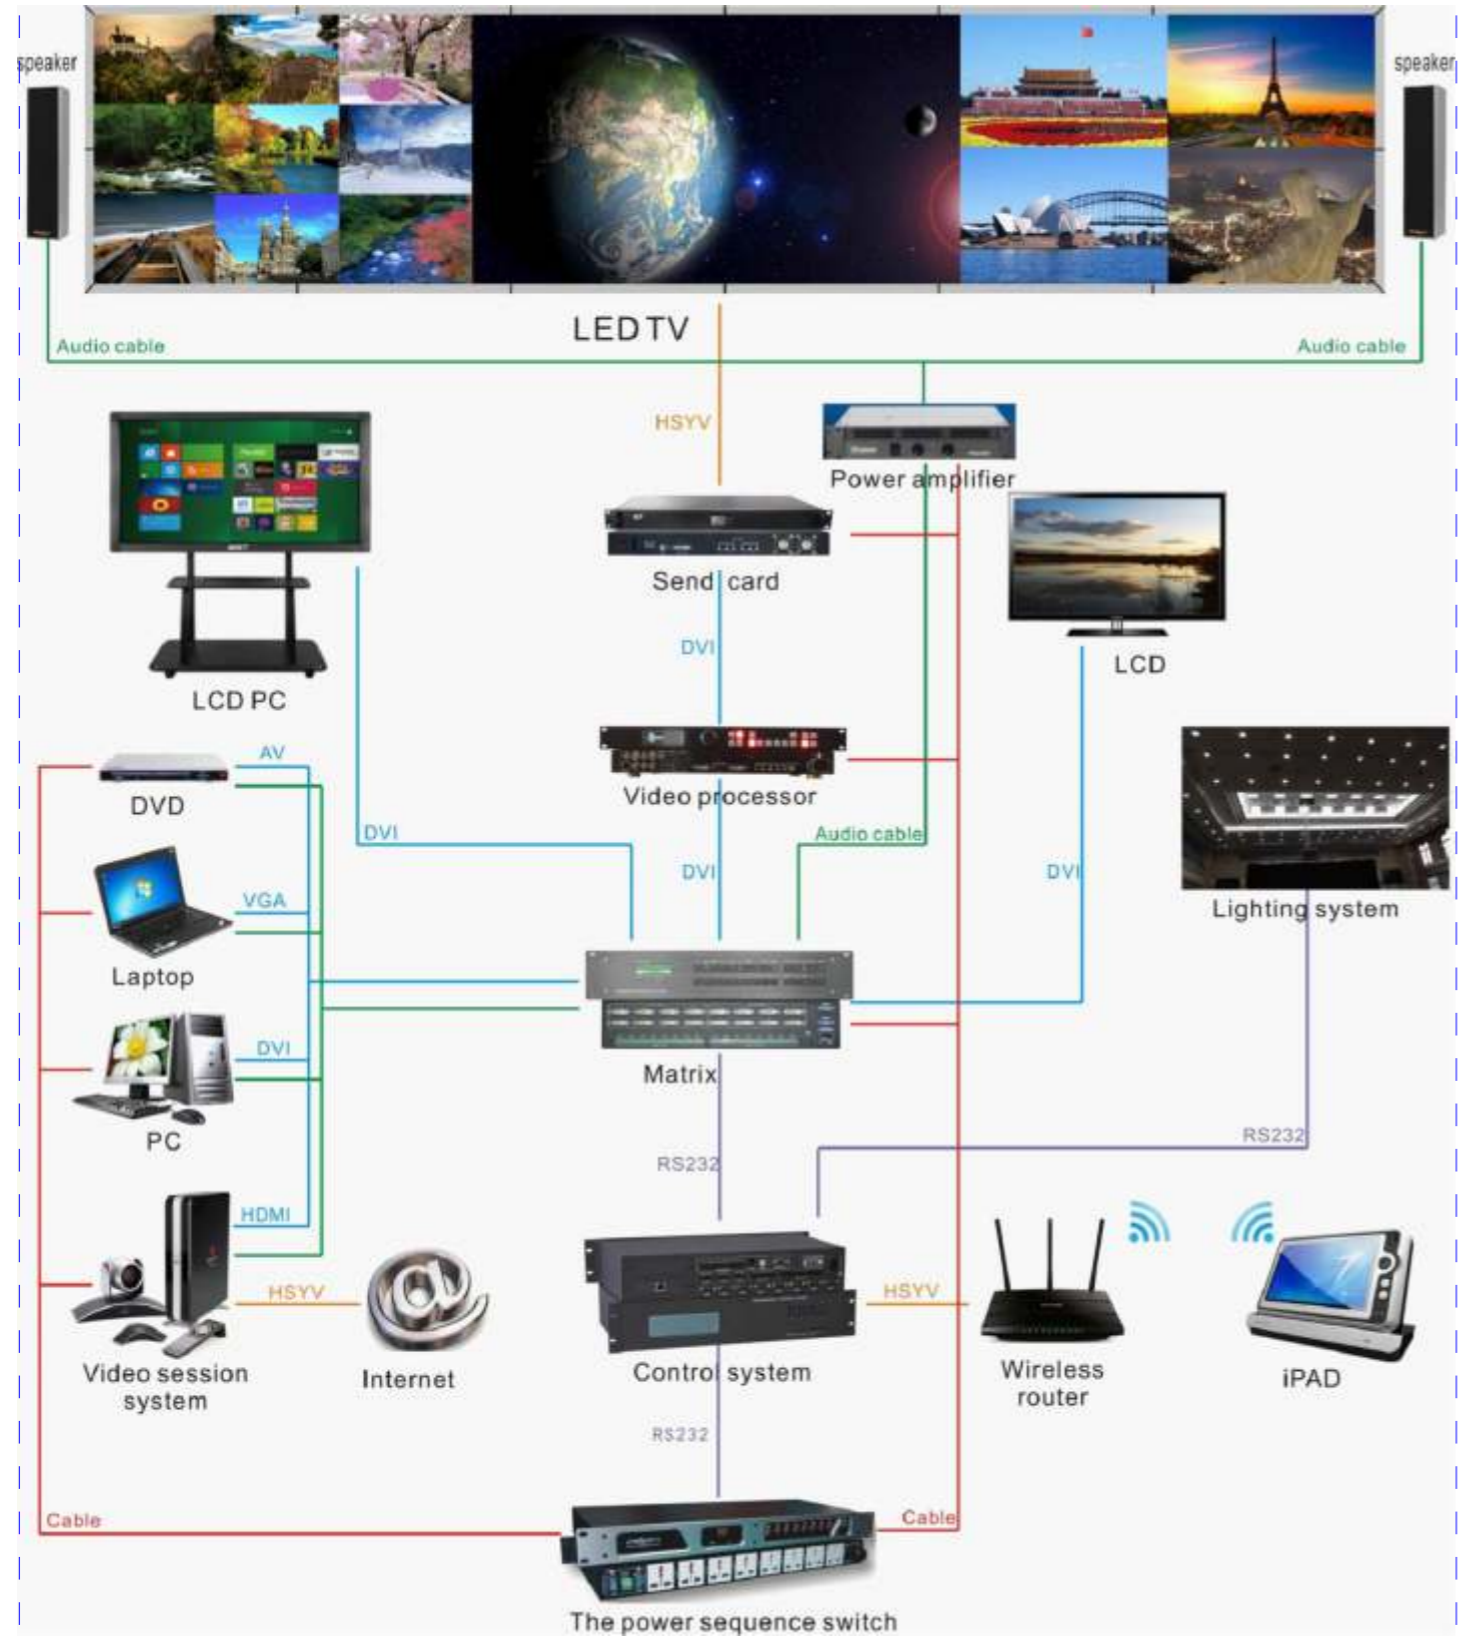 speaker
speaker
LED TV
Audio cable
Audio cable
HSYV
Power amplifier
Send card
DVI
LCD
LCD PC
AV
DVD
Video processor
DVI
Audio cable
DVI
DVI
VGA
Lighting system
Laptop
DVI
Matrix
PC
RS232
RS232
HDMI
HSYV
HSYV
Video session
system
Internet
Control system
Wireless
router
iPAD
RS232
Cable
Cable
The power sequence switch